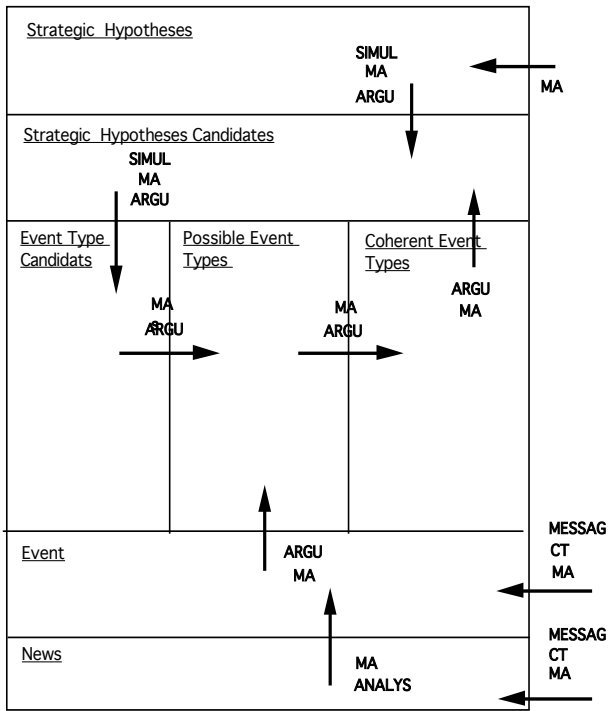 Strategic Hypotheses
SIMUL
MA
ARGU
MA
Strategic Hypotheses Candidates
SIMUL
MA
ARGU
Event Type
Candidats
Possible Event
Types
Coherent Event
Types
ARGU
MA
MA
ARGU
MA
ARGU
Event
ARGU
MA
MESSAG
CT
MA
News
MA
ANALYS
MESSAG
CT
MA